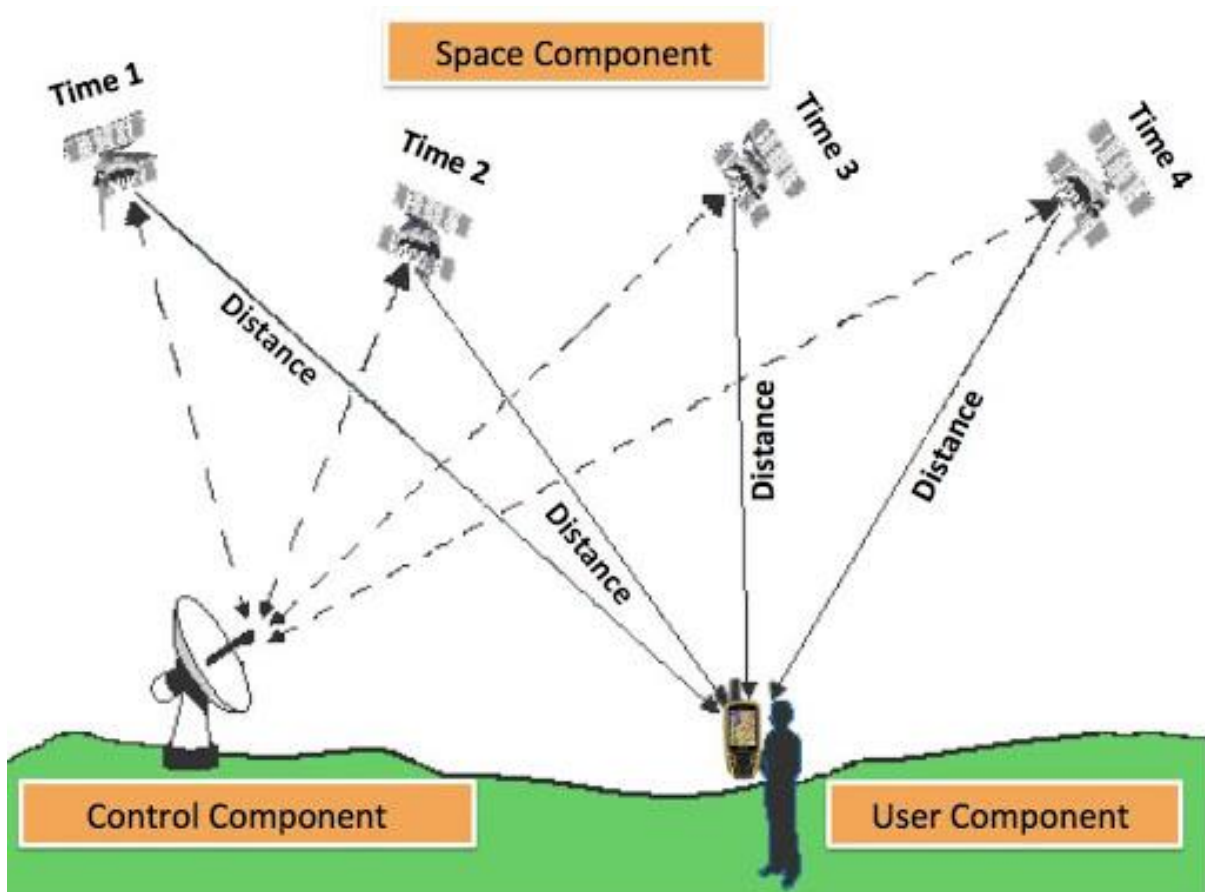 Space Component
Time 1
Time 2
Time 3
Time 4
Distance
Distance
Distance
Distance
Control Component
User Component